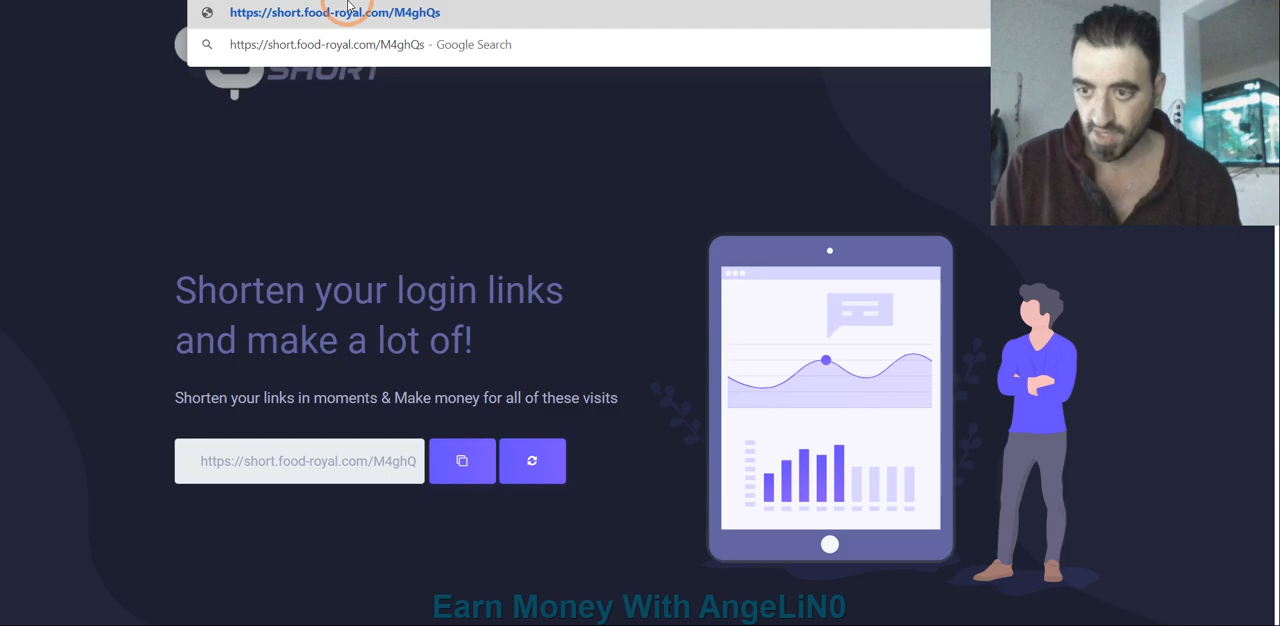 https://short.food-royal.com/M4ghQs
https://short.food-royal.com/M4ghQs - Google Search
SHORT
Shorten your login links
and make a lot of!
Shorten your links in moments & Make money for all of these visits
https://short.food-royal.com/M4ghQ
Earn Money With AngeLiN0